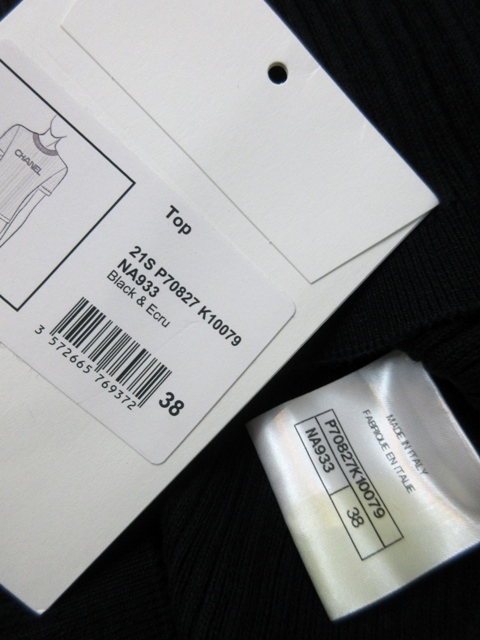 CHANEL
Top
21S P70827 K10079
NA933
Black & Ecru
3 572665 769372
38
MADE IN ITALY
FABRIQUE EN ITALIE
P70827K10079
NA933
38